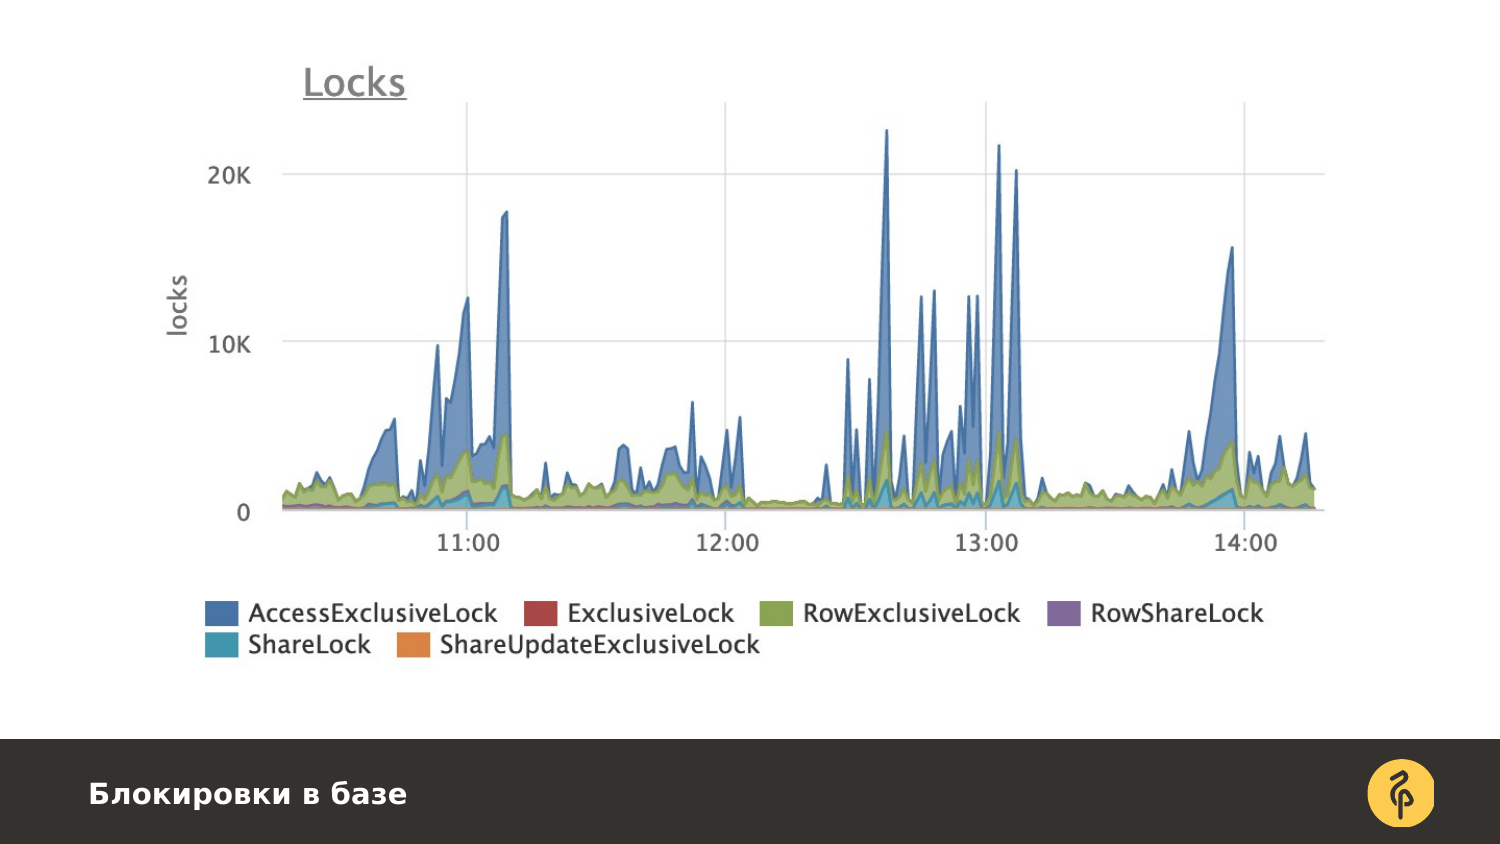 Locks
20K
locks
10K
0
11:00 12:00 13:00 14:00
AccessExclusiveLock ExclusiveLock RowExclusiveLock RowShareLock
ShareLock ShareUpdateExclusiveLock
Блокировки в базе